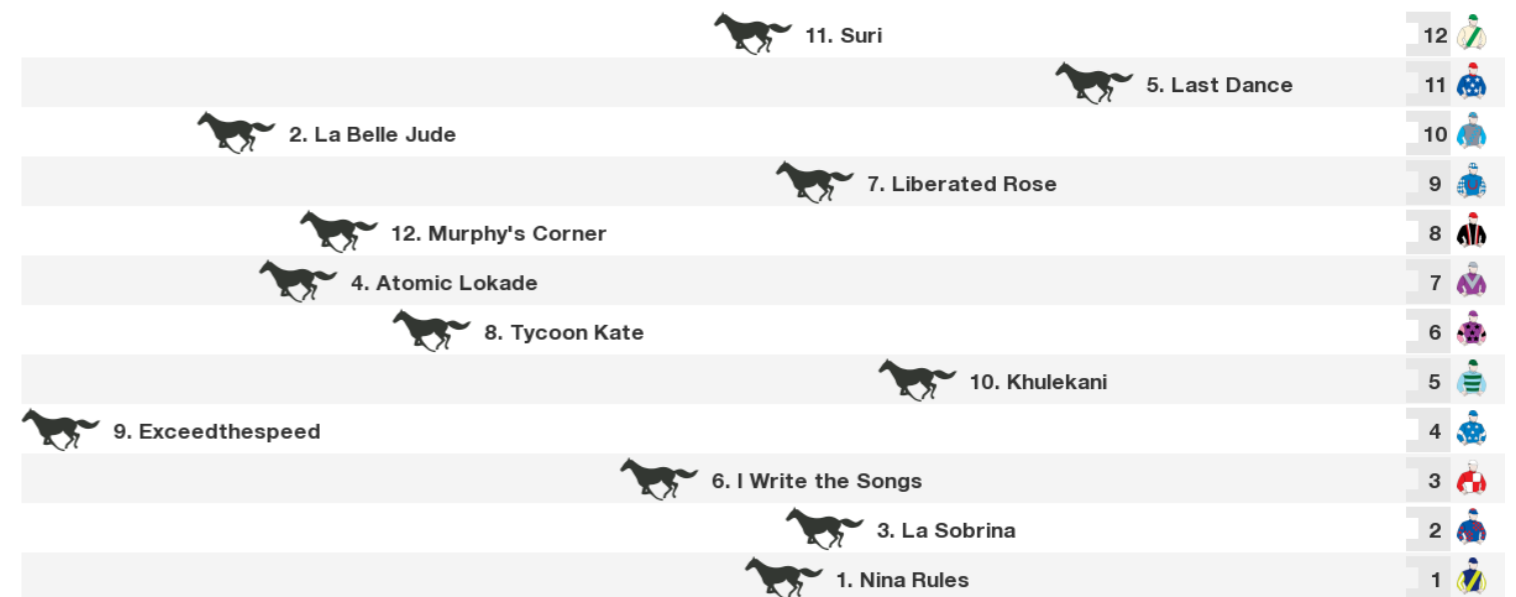 11. Suri 12
5. Last Dance 11
2. La Belle Jude 10
7. Liberated Rose 9
12. Murphy's Corner 8
4. Atomic Lokade 7
8. Tycoon Kate 6
10. Khulekani 5
9. Exceedthespeed 4
6. I Write the Songs 3
3. La Sobrina 2
1. Nina Rules 1